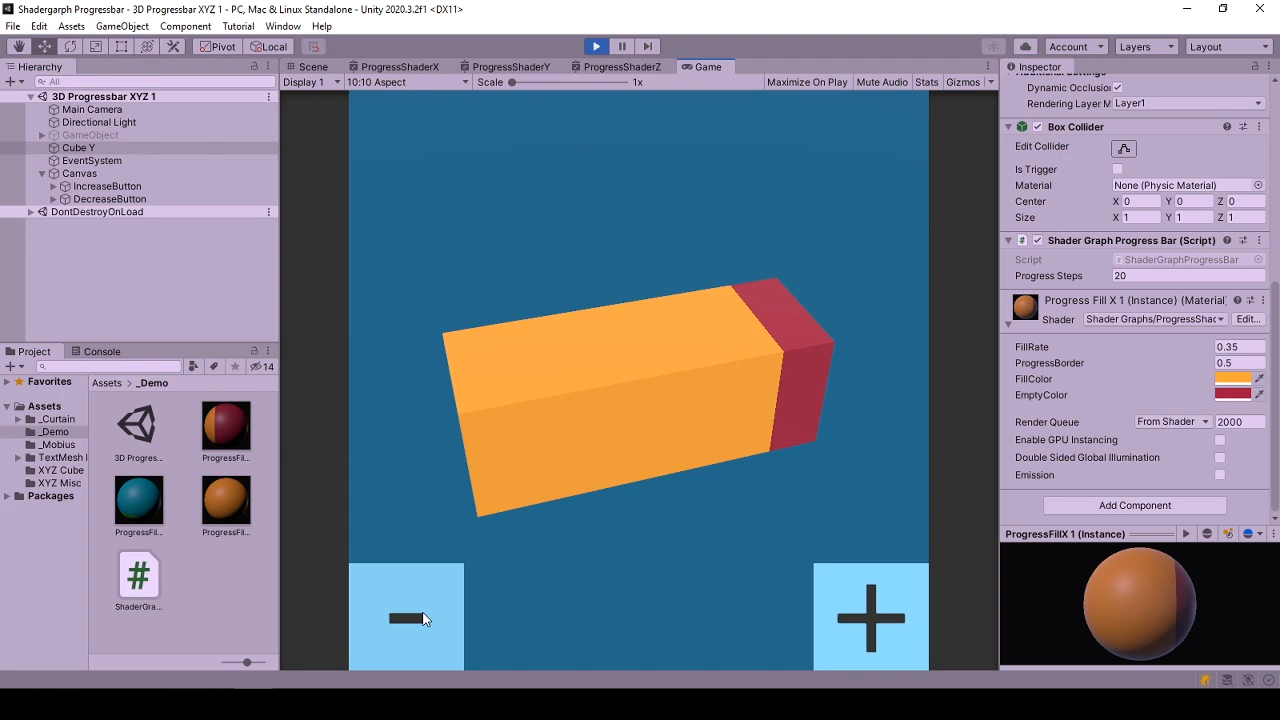 Shadergarph Progressbar - 3D Progressbar XYZ 1 - PC, Mac & Linux Standalone - Unity 2020.3.2f1 <DX11>
File Edit Assets GameObject Component Tutorial Window Help
Pivot Local Account Layers Layout
Hierarchy
All
3D Progressbar XYZ 1
Main Camera
Directional Light
GameObject
Cube Y
EventSystem
Canvas
IncreaseButton
DecreaseButton
DontDestroyOnLoad
Project Console
14
Favorites
Assets
_Curtain
_Demo
_Mobius
TextMesh
XYZ Cube
XYZ Misc
Packages
Assets > _Demo
3D Progres...
ProgressFil...
ProgressFil...
ProgressFil...
ShaderGra...
Scene ProgressShaderX ProgressShaderY ProgressShaderZ Game
Display 1 10:10 Aspect Scale 1x Maximize On Play Mute Audio Stats Gizmos
Inspector
Dynamic Occlusion
Rendering Layer M Layer1
Box Collider
Edit Collider
Is Trigger
Material None (Physic Material)
Center X 0 Y 0 Z 0
Size X 1 Y 1 Z 1
Shader Graph Progress Bar (Script)
Script ShaderGraphProgressBar
Progress Steps 20
Progress Fill X 1 (Instance) (Material
Shader Shader Graphs/ProgressShac Edit...
FillRate 0.35
ProgressBorder 0.5
FillColor
EmptyColor
Render Queue From Shader 2000
Enable GPU Instancing
Double Sided Global Illumination
Emission
Add Component
ProgressFillX 1 (Instance)